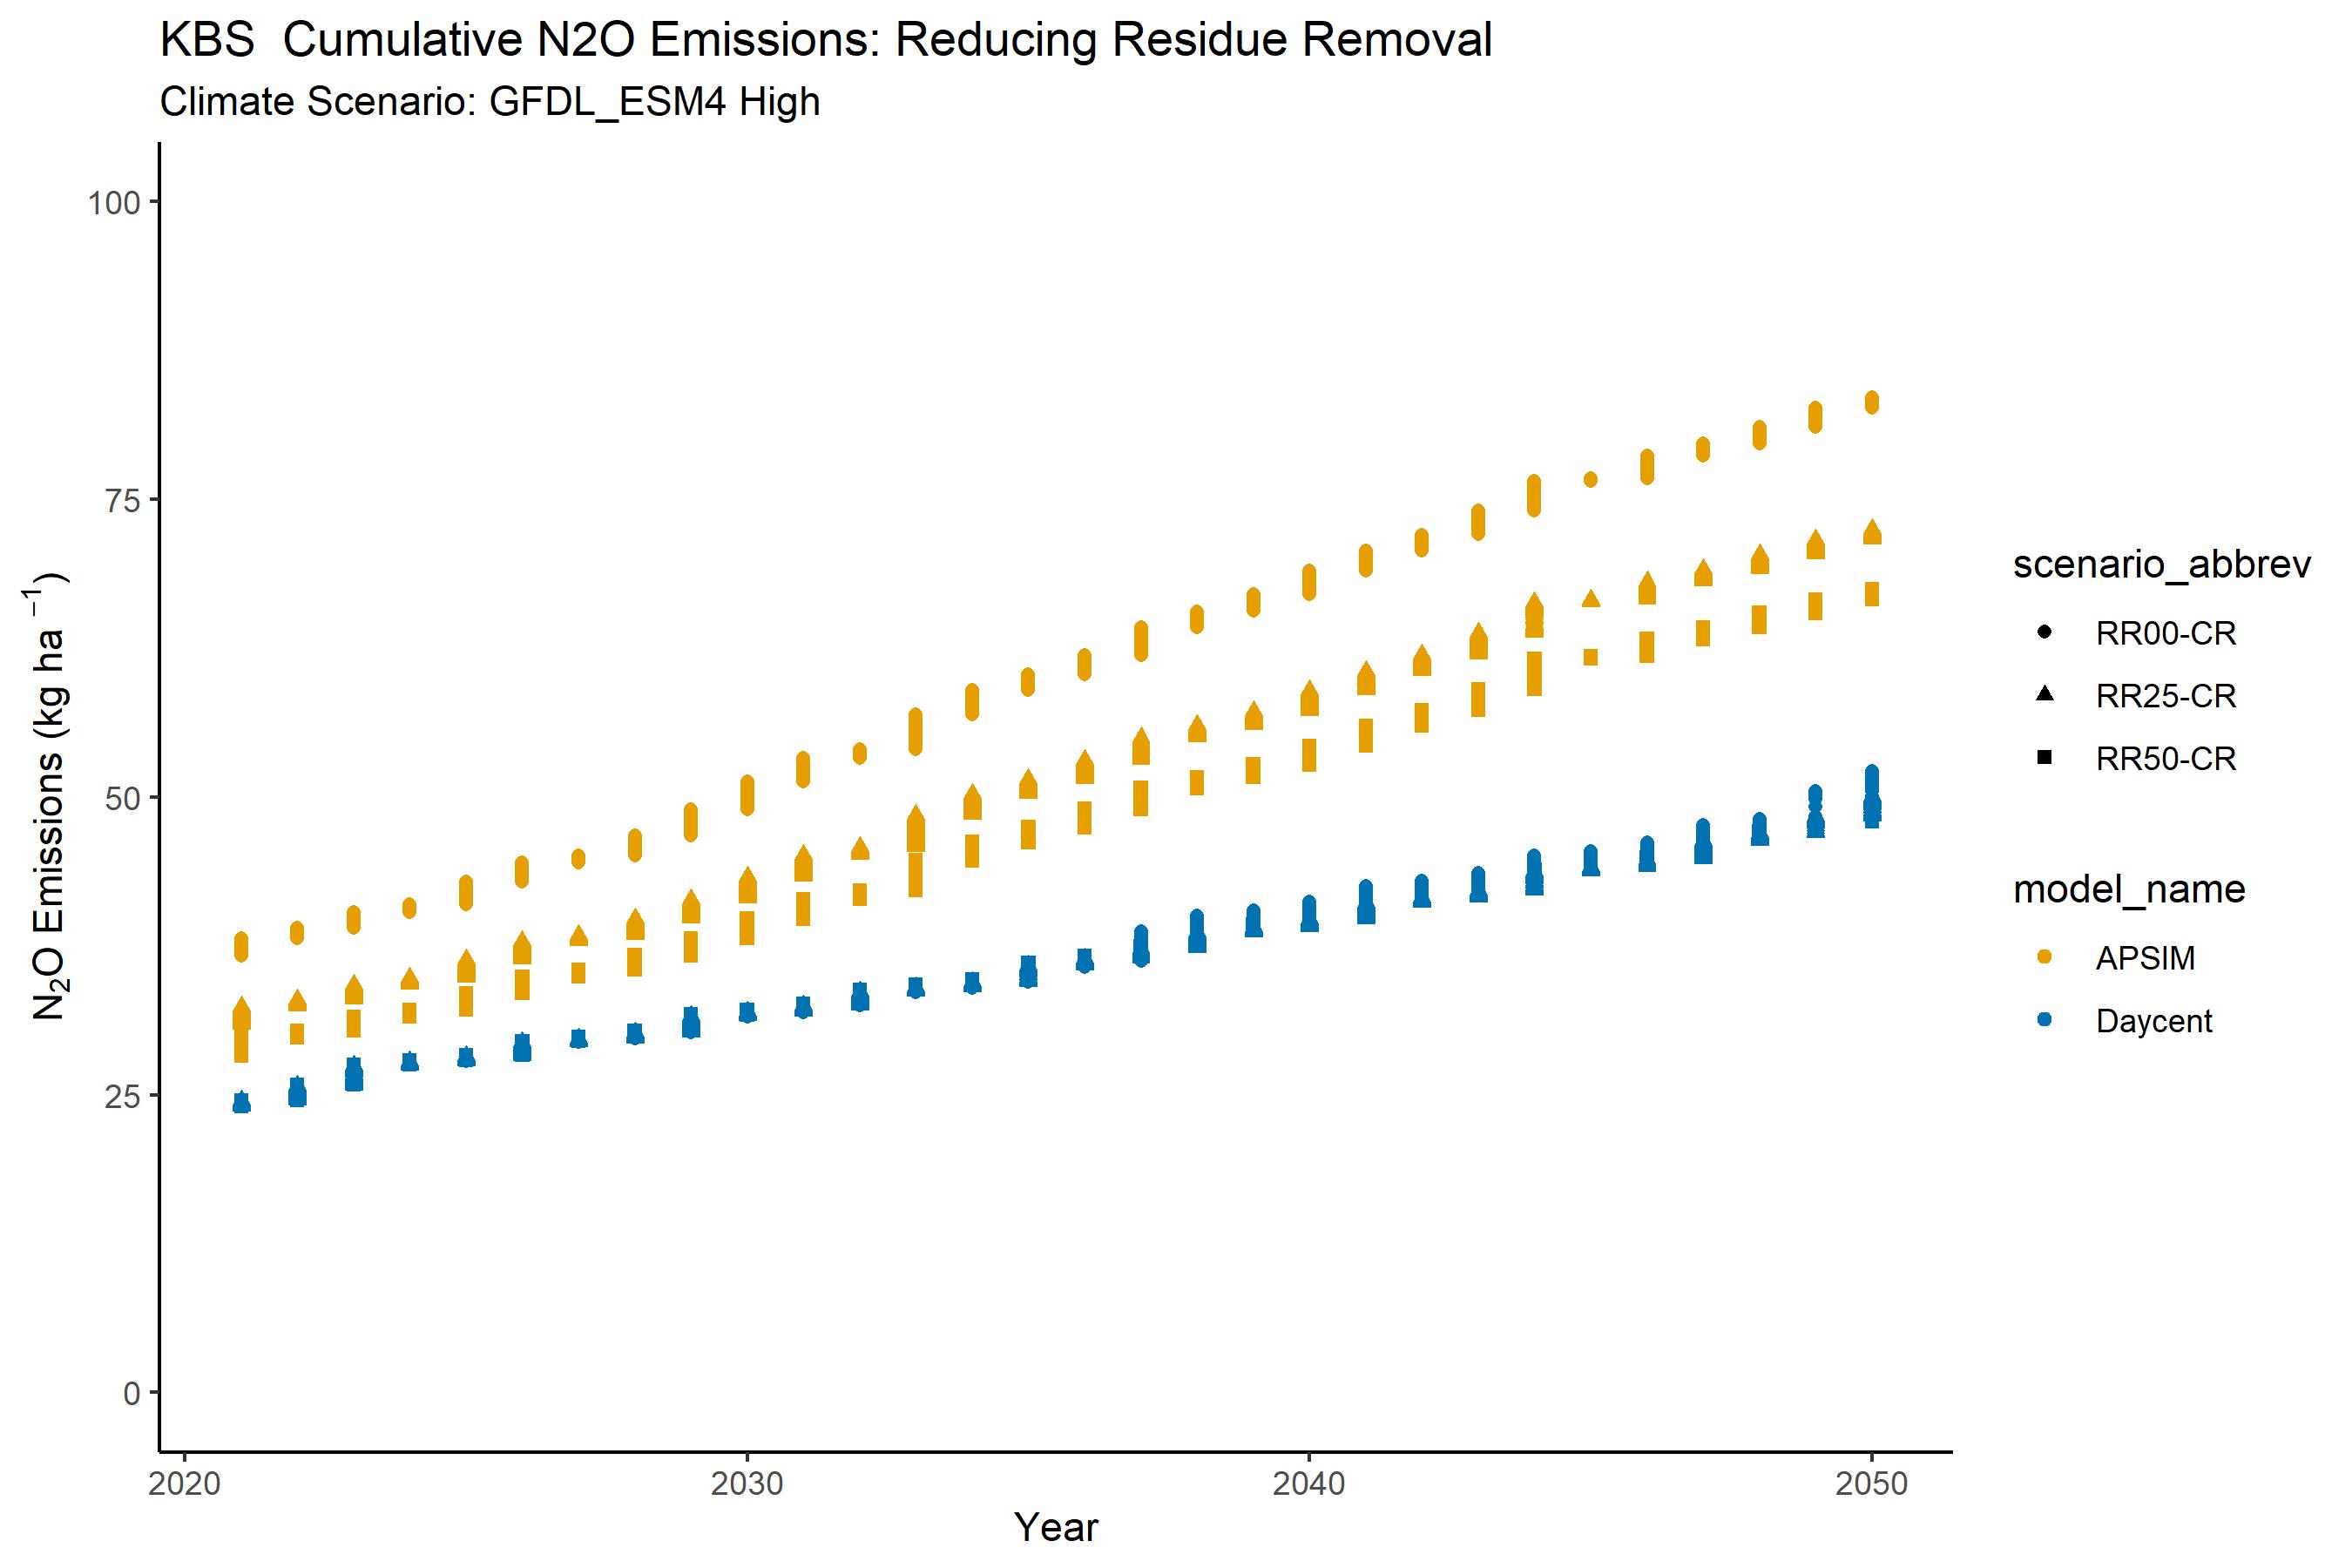 KBS  Cumulative N2O Emissions: Reducing Residue Removal
Climate Scenario: GFDL_ESM4 High
N₂O Emissions (kg ha ⁻¹)
100
75
50
25
0
2020 2030 2040 2050
Year
scenario_abbrev
RR00-CR
RR25-CR
RR50-CR
model_name
APSIM
Daycent